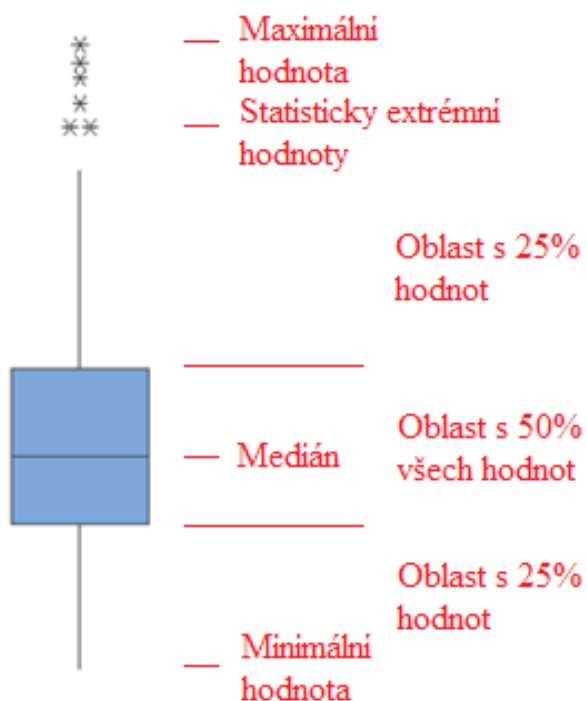 Maximální
hodnota
Statisticky extrémní
hodnoty
Oblast s 25%
hodnot
Oblast s 50%
všech hodnot
Medián
Oblast s 25%
hodnot
Minimální
hodnota